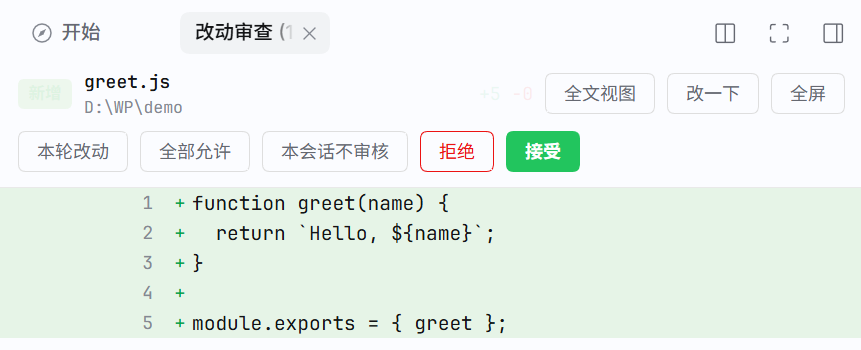 开始
改动审查 (1
新增
greet.js
D:\WP\demo
+5 -0
全文视图
改一下
全屏
本轮改动
全部允许
本会话不审核
拒绝
接受
1 +function greet(name) {
2 +  return `Hello, ${name}`;
3 +}
4 +
5 +module.exports = { greet };